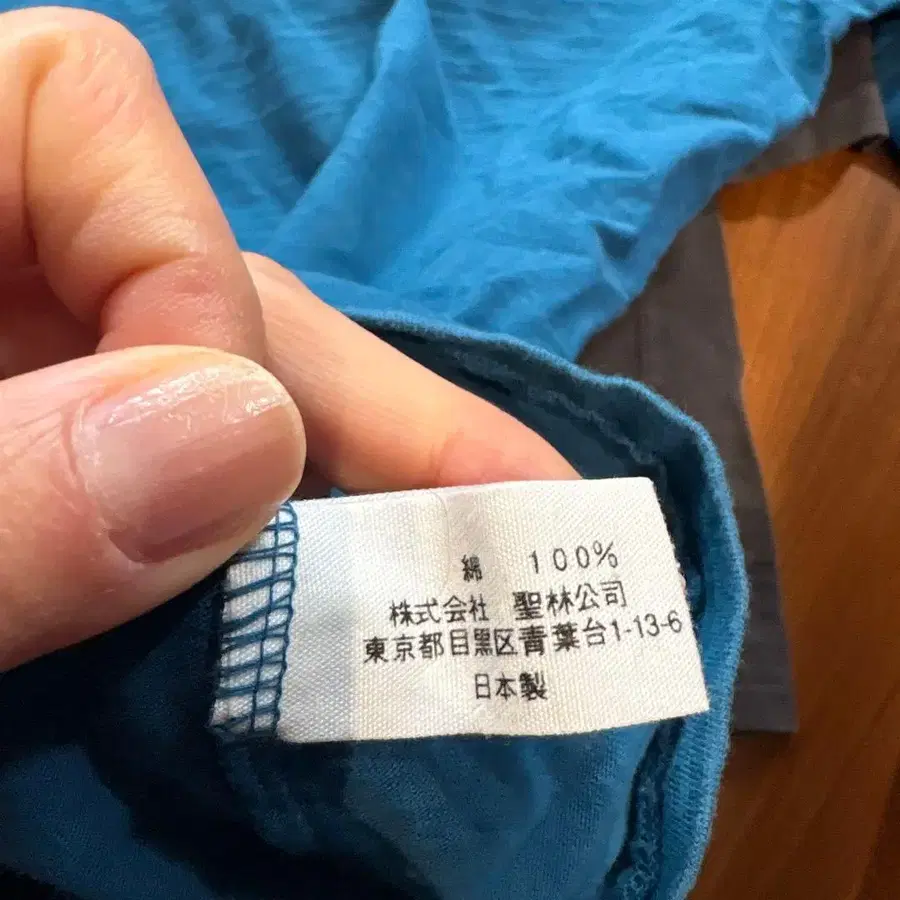 綿 100%
株式会社 聖林公司
東京都目黒区青葉台1-13-6
日本製